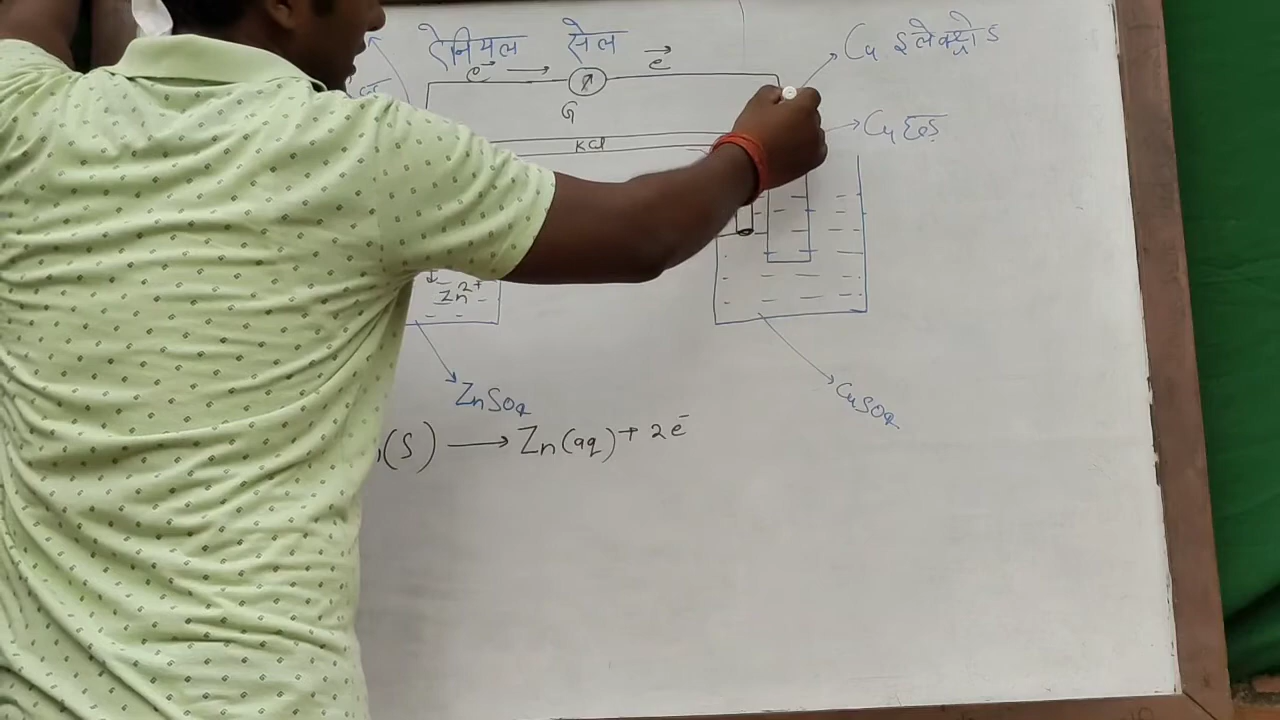 डेनियल सेल
Cu इलेक्ट्रोड
e⁻ → e⁻
G
Cu छड़
KCl
Zn²⁺
ZnSO₄
CuSO₄
(S) → Zn(aq) + 2e⁻